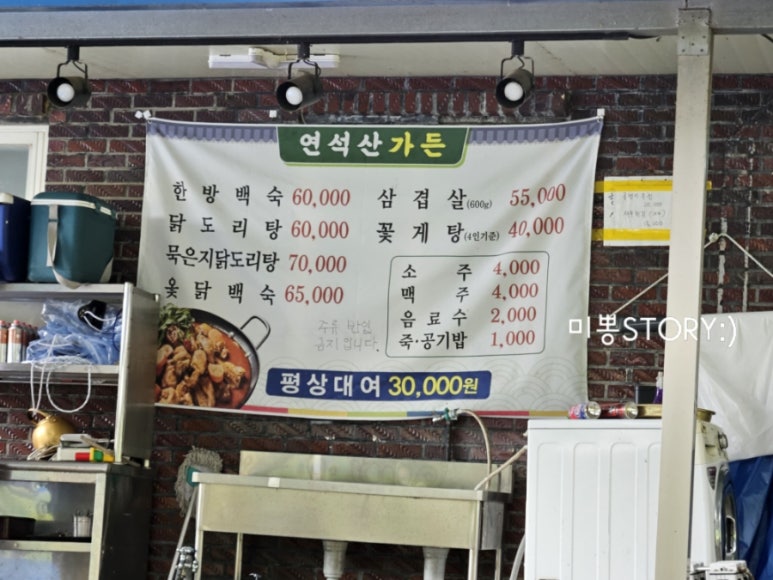 연석산가든
한방백숙 60,000
닭도리탕 60,000
묵은지닭도리탕 70,000
옻닭백숙 65,000
삼겹살(600g) 55,000
꽃게탕(4인기준) 40,000
소주 4,000
맥주 4,000
음료수 2,000
죽·공기밥 1,000
주류 반입
금지 입니다.
평상대여 30,000원
미뽕STORY:)